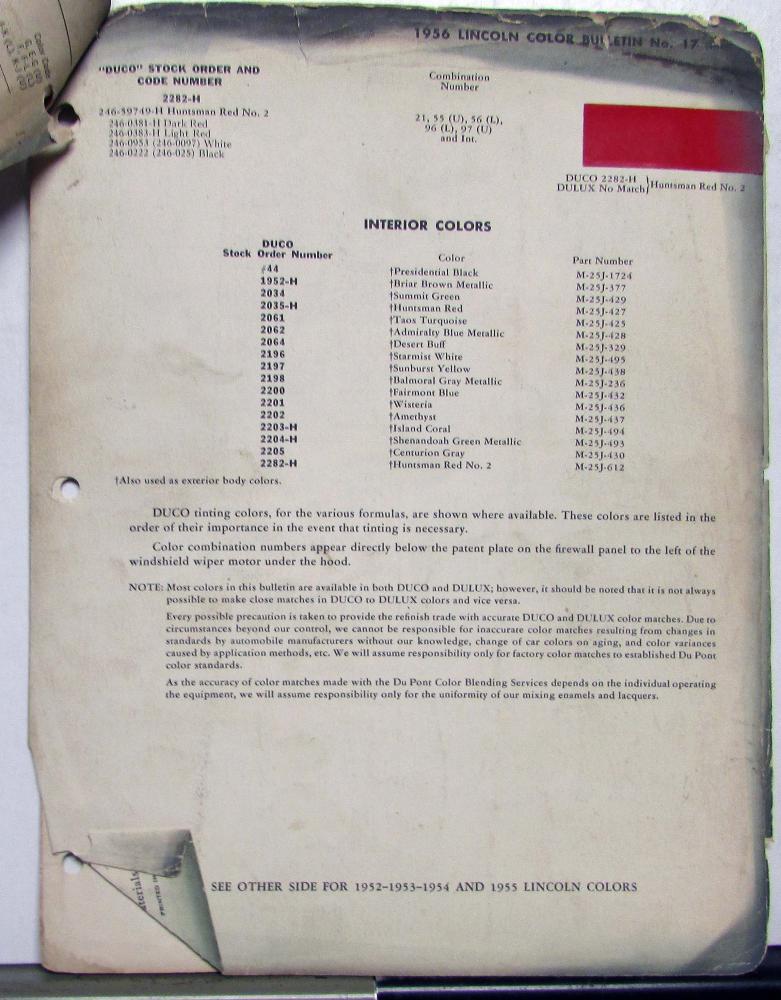 1956 LINCOLN COLOR BULLETIN No. 17
"DUCO" STOCK ORDER AND
CODE NUMBER
2282-H
246-59749-H Huntsman Red No. 2
246-0381-H Dark Red
246-0383-H Light Red
246-0953 (246-0097) White
246-0222 (246-025) Black
Combination
Number
21, 55 (U), 56 (L),
96 (L), 97 (U)
and Int.
DUCO 2282-H
DULUX No Match} Huntsman Red No. 2
INTERIOR COLORS
DUCO
Stock Order Number Color Part Number
44 †Presidential Black M-25J-1724
1952-H †Briar Brown Metallic M-25J-377
2034 †Summit Green M-25J-429
2035-H †Huntsman Red M-25J-427
2061 †Taos Turquoise M-25J-425
2062 †Admiralty Blue Metallic M-25J-428
2064 †Desert Buff M-25J-329
2196 †Starmist White M-25J-495
2197 †Sunburst Yellow M-25J-438
2198 †Balmoral Gray Metallic M-25J-236
2200 †Fairmont Blue M-25J-432
2201 †Wisteria M-25J-436
2202 †Amethyst M-25J-437
2203-H †Island Coral M-25J-494
2204-H †Shenandoah Green Metallic M-25J-493
2205 †Centurion Gray M-25J-430
2282-H †Huntsman Red No. 2 M-25J-612
†Also used as exterior body colors.
DUCO tinting colors, for the various formulas, are shown where available. These colors are listed in the
order of their importance in the event that tinting is necessary.
Color combination numbers appear directly below the patent plate on the firewall panel to the left of the
windshield wiper motor under the hood.
NOTE: Most colors in this bulletin are available in both DUCO and DULUX; however, it should be noted that it is not always
possible to make close matches in DUCO to DULUX colors and vice versa.
Every possible precaution is taken to provide the refinish trade with accurate DUCO and DULUX color matches. Due to
circumstances beyond our control, we cannot be responsible for inaccurate color matches resulting from changes in
standards by automobile manufacturers without our knowledge, change of car colors on aging, and color variances
caused by application methods, etc. We will assume responsibility only for factory color matches to established Du Pont
color standards.
As the accuracy of color matches made with the Du Pont Color Blending Services depends on the individual operating
the equipment, we will assume responsibility only for the uniformity of our mixing enamels and lacquers.
SEE OTHER SIDE FOR 1952-1953-1954 AND 1955 LINCOLN COLORS
terials
PRINTED IN
Color Code